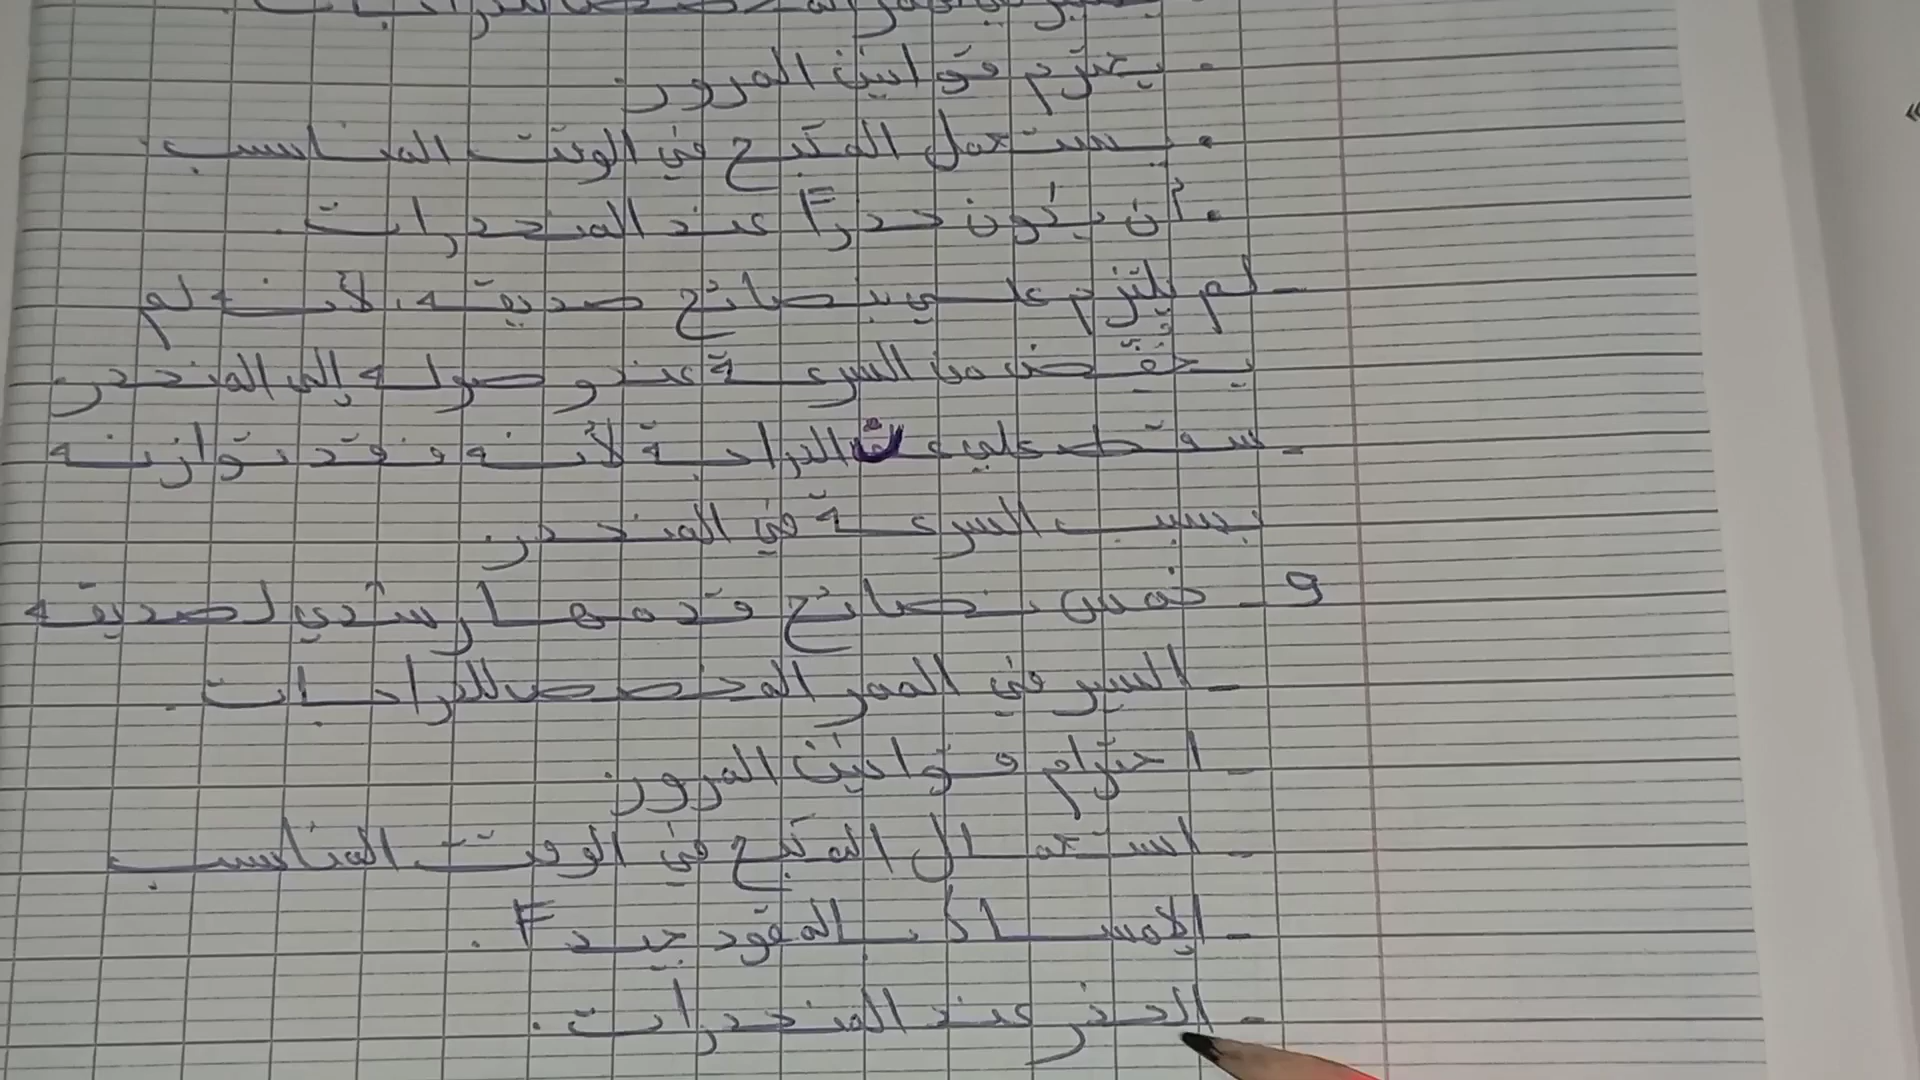 • يحترم قوانين المرور.
• يستعمل المكبح في الوقت المناسب.
• أن يكون حذرا عند المنحدرات.
– لم يلتزم علي بنصائح صديقه، لأنه لم
يخفض من السرعة عند وصوله إلى المنحدر.
– سقط علي من الدراجة لأنه فقد توازنه
بسبب السرعة في المنحدر.
9 – خمس نصائح قدمها رشدي لصديقه
– السير في الممر المخصص للدراجات.
– احترام قوانين المرور.
– استعمال المكبح في الوقت المناسب.
– الإمساك بـ المقود جيدا.
– الحذر عند المنحدرات.
«